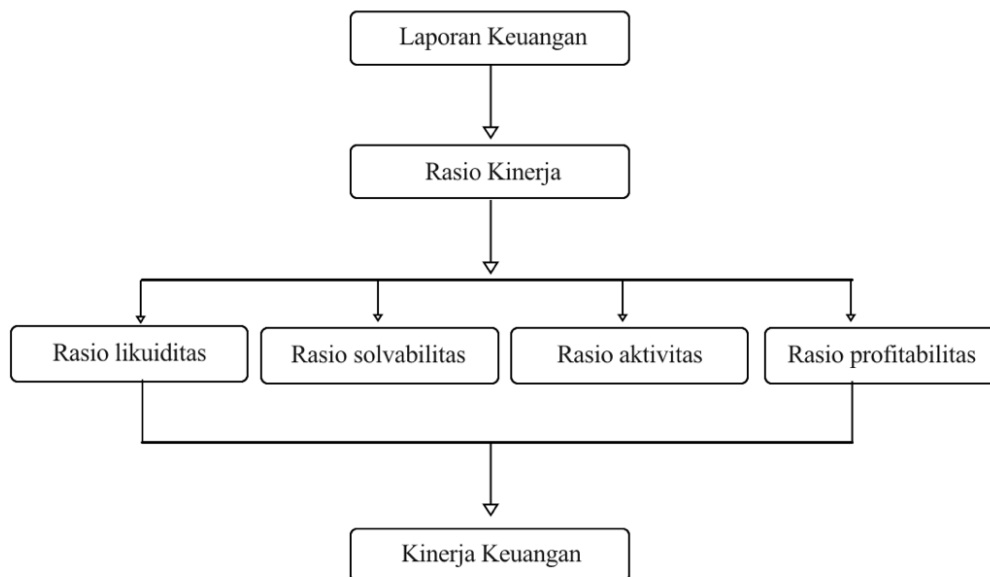 Laporan Keuangan
Rasio Kinerja
Rasio likuiditas
Rasio solvabilitas
Rasio aktivitas
Rasio profitabilitas
Kinerja Keuangan